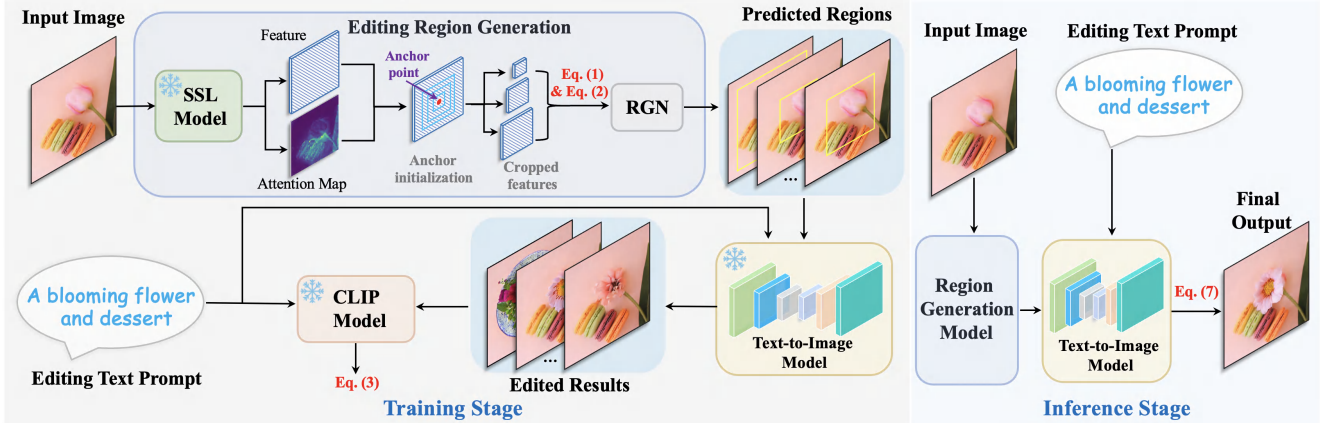 Input Image
Editing Region Generation
Predicted Regions
Feature
Anchor
point
SSL
Model
Eq. (1)
& Eq. (2)
RGN
Attention Map
Anchor
initialization
Cropped
features
...
A blooming flower
and dessert
Editing Text Prompt
CLIP
Model
Eq. (3)
...
Edited Results
Text-to-Image
Model
Training Stage
Input Image
Editing Text Prompt
A blooming flower
and dessert
Region
Generation
Model
Text-to-Image
Model
Eq. (7)
Final
Output
Inference Stage